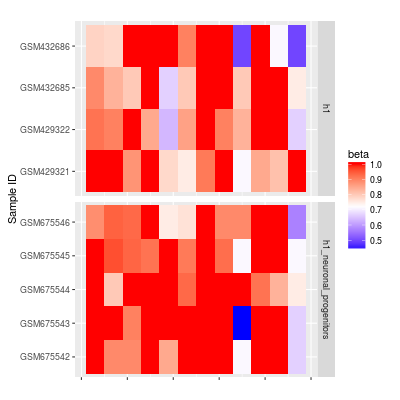 GSM432686
GSM432685
GSM429322
GSM429321
h1
GSM675546
GSM675545
GSM675544
GSM675543
GSM675542
h1_neuronal_progenitors
Sample ID
beta
1.0
0.9
0.8
0.7
0.6
0.5